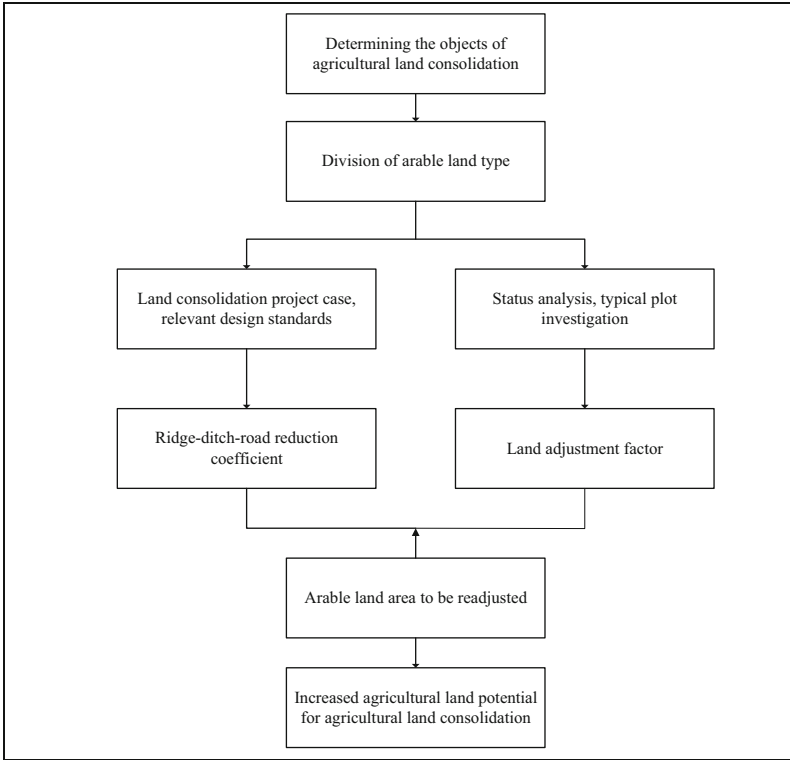 Determining the objects of
agricultural land consolidation
Division of arable land type
Land consolidation project case,
relevant design standards
Status analysis, typical plot
investigation
Ridge-ditch-road reduction
coefficient
Land adjustment factor
Arable land area to be readjusted
Increased agricultural land potential
for agricultural land consolidation